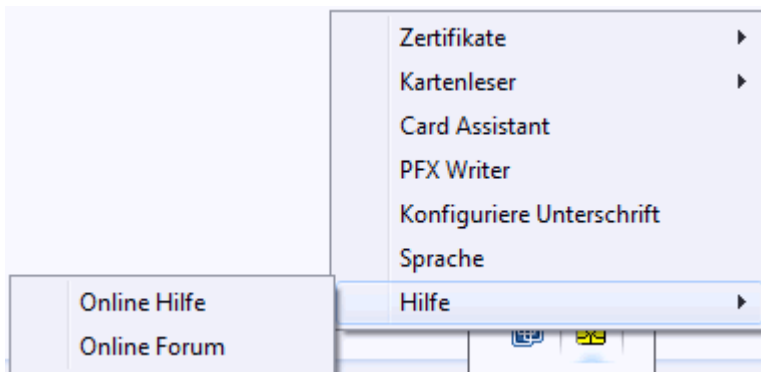 Zertifikate
Kartenleser
Card Assistant
PFX Writer
Konfiguriere Unterschrift
Sprache
Hilfe
Online Hilfe
Online Forum